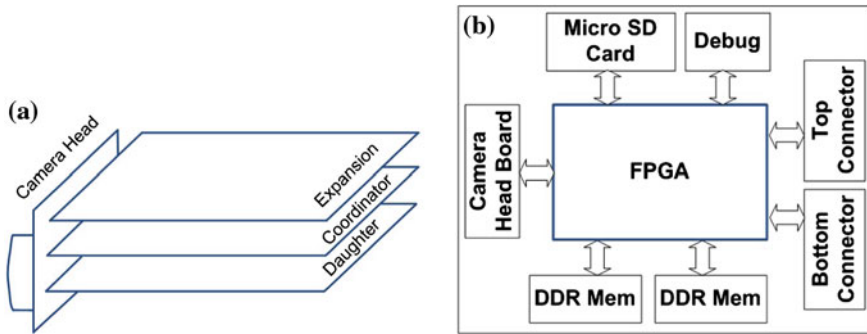 (a)
Camera Head
Expansion
Coordinator
Daughter
(b)
Micro SD
Card
Debug
Camera
Head Board
FPGA
Top
Connector
Bottom
Connector
DDR Mem
DDR Mem